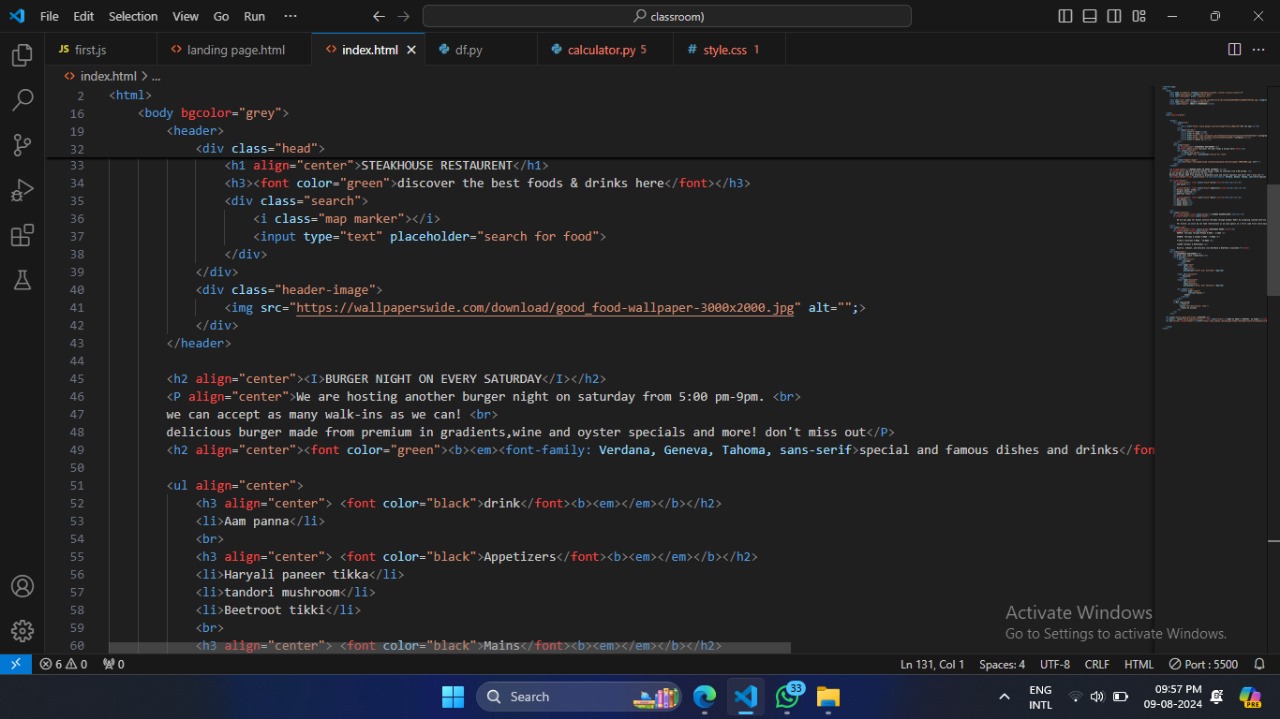 File Edit Selection View Go Run ··· classroom)
JS first.js <> landing page.html <> index.html df.py calculator.py 5 # style.css 1 ···
<> index.html > ...
2 <html>
16 <body bgcolor="grey">
19 <header>
32 <div class="head">
33 <h1 align="center">STEAKHOUSE RESTAURENT</h1>
34 <h3><font color="green">discover the best foods & drinks here</font></h3>
35 <div class="search">
36 <i class="map marker"></i>
37 <input type="text" placeholder="search for food">
38 </div>
39 </div>
40 <div class="header-image">
41 <img src="https://wallpaperswide.com/download/good_food-wallpaper-3000x2000.jpg" alt="";>
42 </div>
43 </header>
44
45 <h2 align="center"><I>BURGER NIGHT ON EVERY SATURDAY</I></h2>
46 <P align="center">We are hosting another burger night on saturday from 5:00 pm-9pm. <br>
47 we can accept as many walk-ins as we can! <br>
48 delicious burger made from premium in gradients,wine and oyster specials and more! don't miss out</P>
49 <h2 align="center"><font color="green"><b><em><font-family: Verdana, Geneva, Tahoma, sans-serif>special and famous dishes and drinks</fon
50
51 <ul align="center">
52 <h3 align="center"> <font color="black">drink</font><b><em></em></b></h2>
53 <li>Aam panna</li>
54 <br>
55 <h3 align="center"> <font color="black">Appetizers</font><b><em></em></b></h2>
56 <li>Haryali paneer tikka</li>
57 <li>tandori mushroom</li>
58 <li>Beetroot tikki</li>
59 <br>
60 <h3 align="center"> <font color="black">Mains</font><b><em></em></b></h2>
Activate Windows
Go to Settings to activate Windows.
6 0 0 Ln 131, Col 1 Spaces: 4 UTF-8 CRLF HTML Port : 5500
Search 33 ENG INTL 09:57 PM 09-08-2024 PRE